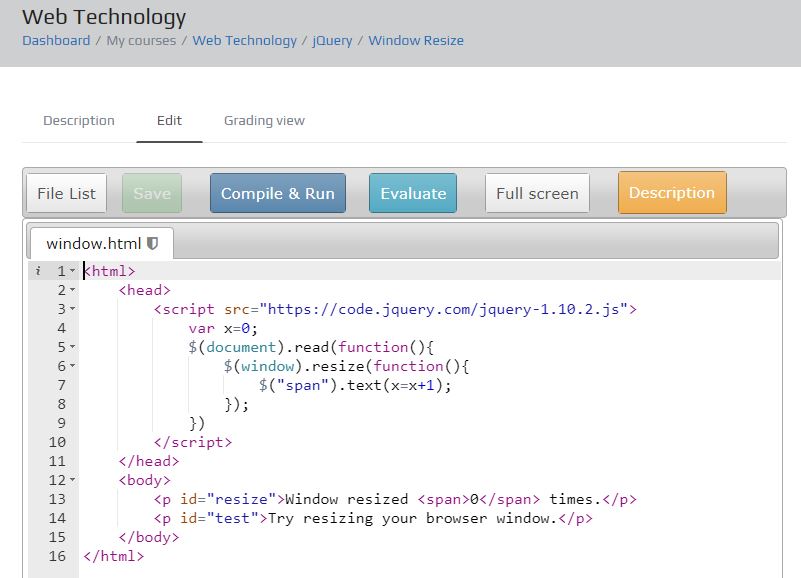 Web Technology
Dashboard / My courses / Web Technology / jQuery / Window Resize
Description Edit Grading view
File List Save Compile & Run Evaluate Full screen Description
window.html
i 1 <html>
2 <head>
3 <script src="https://code.jquery.com/jquery-1.10.2.js">
4 var x=0;
5 $(document).read(function(){
6 $(window).resize(function(){
7 $("span").text(x=x+1);
8 });
9 })
10 </script>
11 </head>
12 <body>
13 <p id="resize">Window resized <span>0</span> times.</p>
14 <p id="test">Try resizing your browser window.</p>
15 </body>
16 </html>